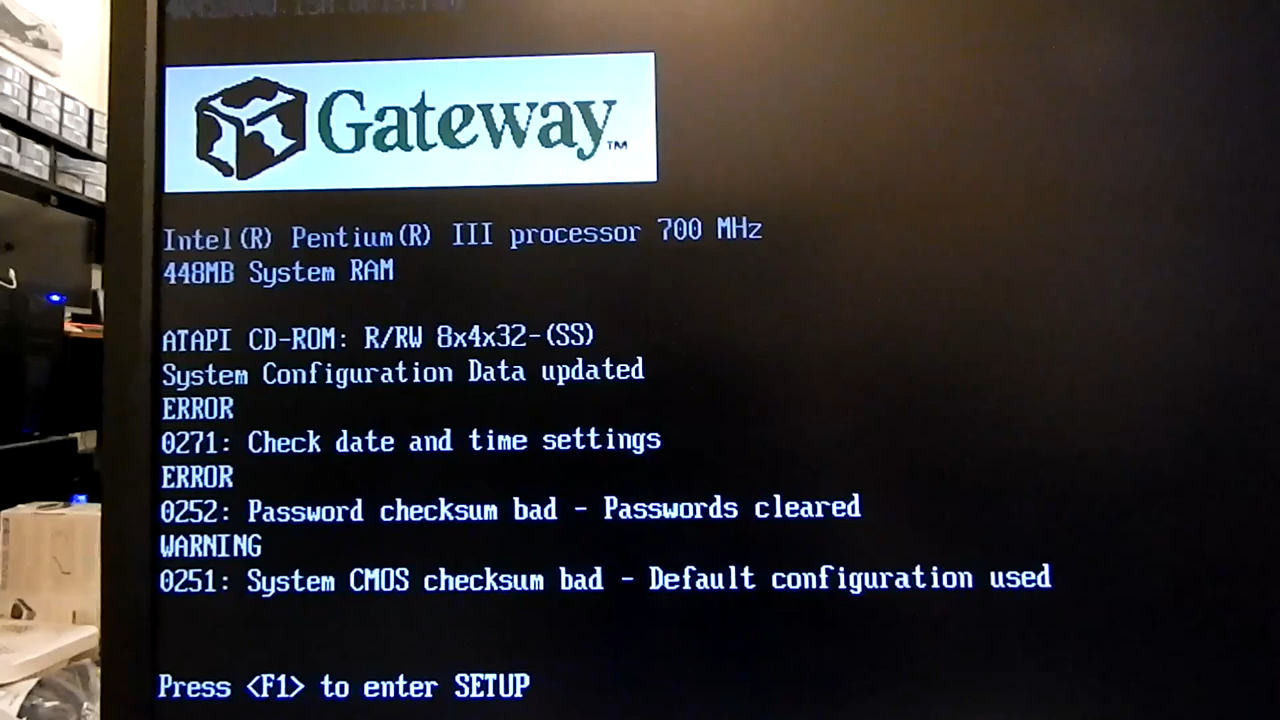 Gateway™
Intel(R) Pentium(R) III processor 700 MHz
448MB System RAM
ATAPI CD-ROM: R/RW 8x4x32-(SS)
System Configuration Data updated
ERROR
0271: Check date and time settings
ERROR
0252: Password checksum bad - Passwords cleared
WARNING
0251: System CMOS checksum bad - Default configuration used
Press <F1> to enter SETUP